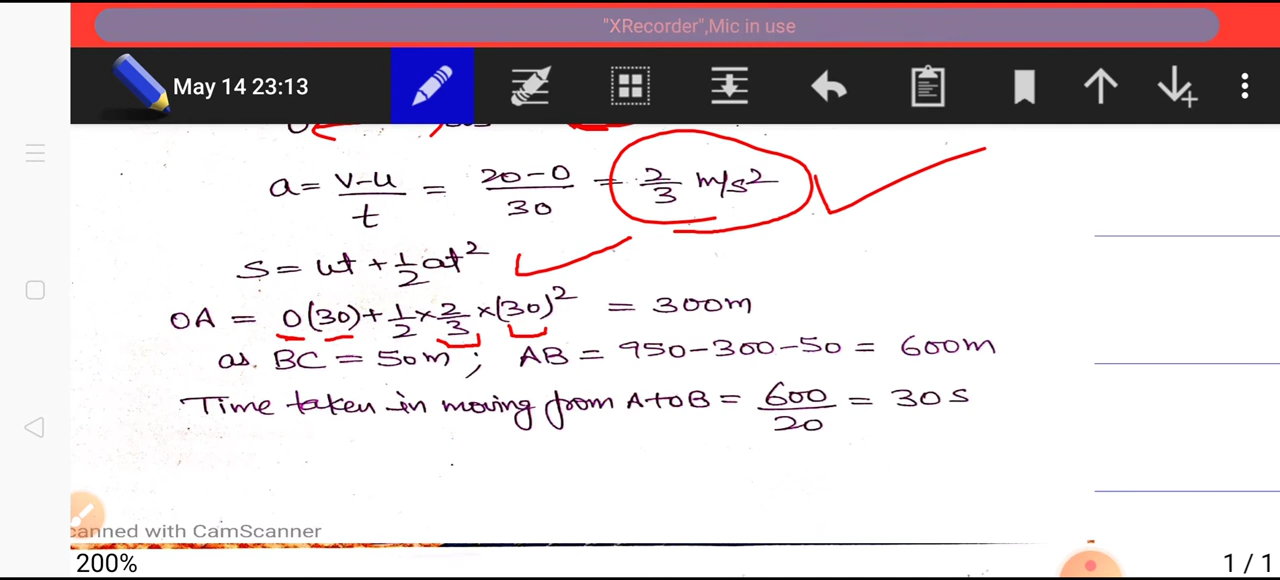 "XRecorder",Mic in use
May 14 23:13
a = v-u / t = 20-0 / 30 = 2/3 m/s²
S = ut + 1/2 at²
OA = 0(30) + 1/2 × 2/3 × (30)² = 300m
as. BC = 50m ; AB = 950-300-50 = 600m
Time taken in moving from A to B = 600/20 = 30 s
canned with CamScanner
200%
1 / 1